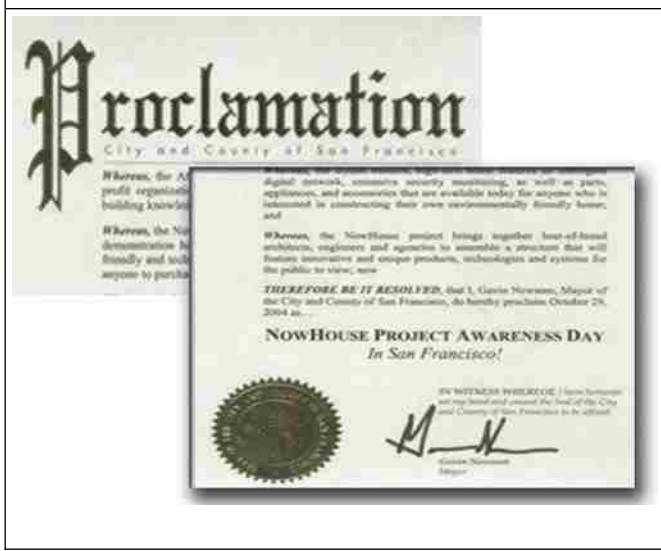 Proclamation
City and County of San Francisco
Whereas, the A
profit organizati
building knowle
Whereas, the No
demonstration h
friendly and tech
anyone to purcha
digital network, extensive security monitoring, as well as parts,
appliances, and accessories that are available today for anyone who is
interested in constructing their own environmentally friendly home;
and
Whereas, the NowHouse project brings together best-of-breed
architects, engineers and agencies to assemble a structure that will
feature innovative and unique products, technologies and systems for
the public to view; now
THEREFORE BE IT RESOLVED, that I, Gavin Newsom, Mayor of
the City and County of San Francisco, do hereby proclaim October 29,
2004 as...
NOWHOUSE PROJECT AWARENESS DAY
In San Francisco!
IN WITNESS WHEREOF, I have hereunto
set my hand and caused the Seal of the City
and County of San Francisco to be affixed.
Gavin Newsom
Mayor